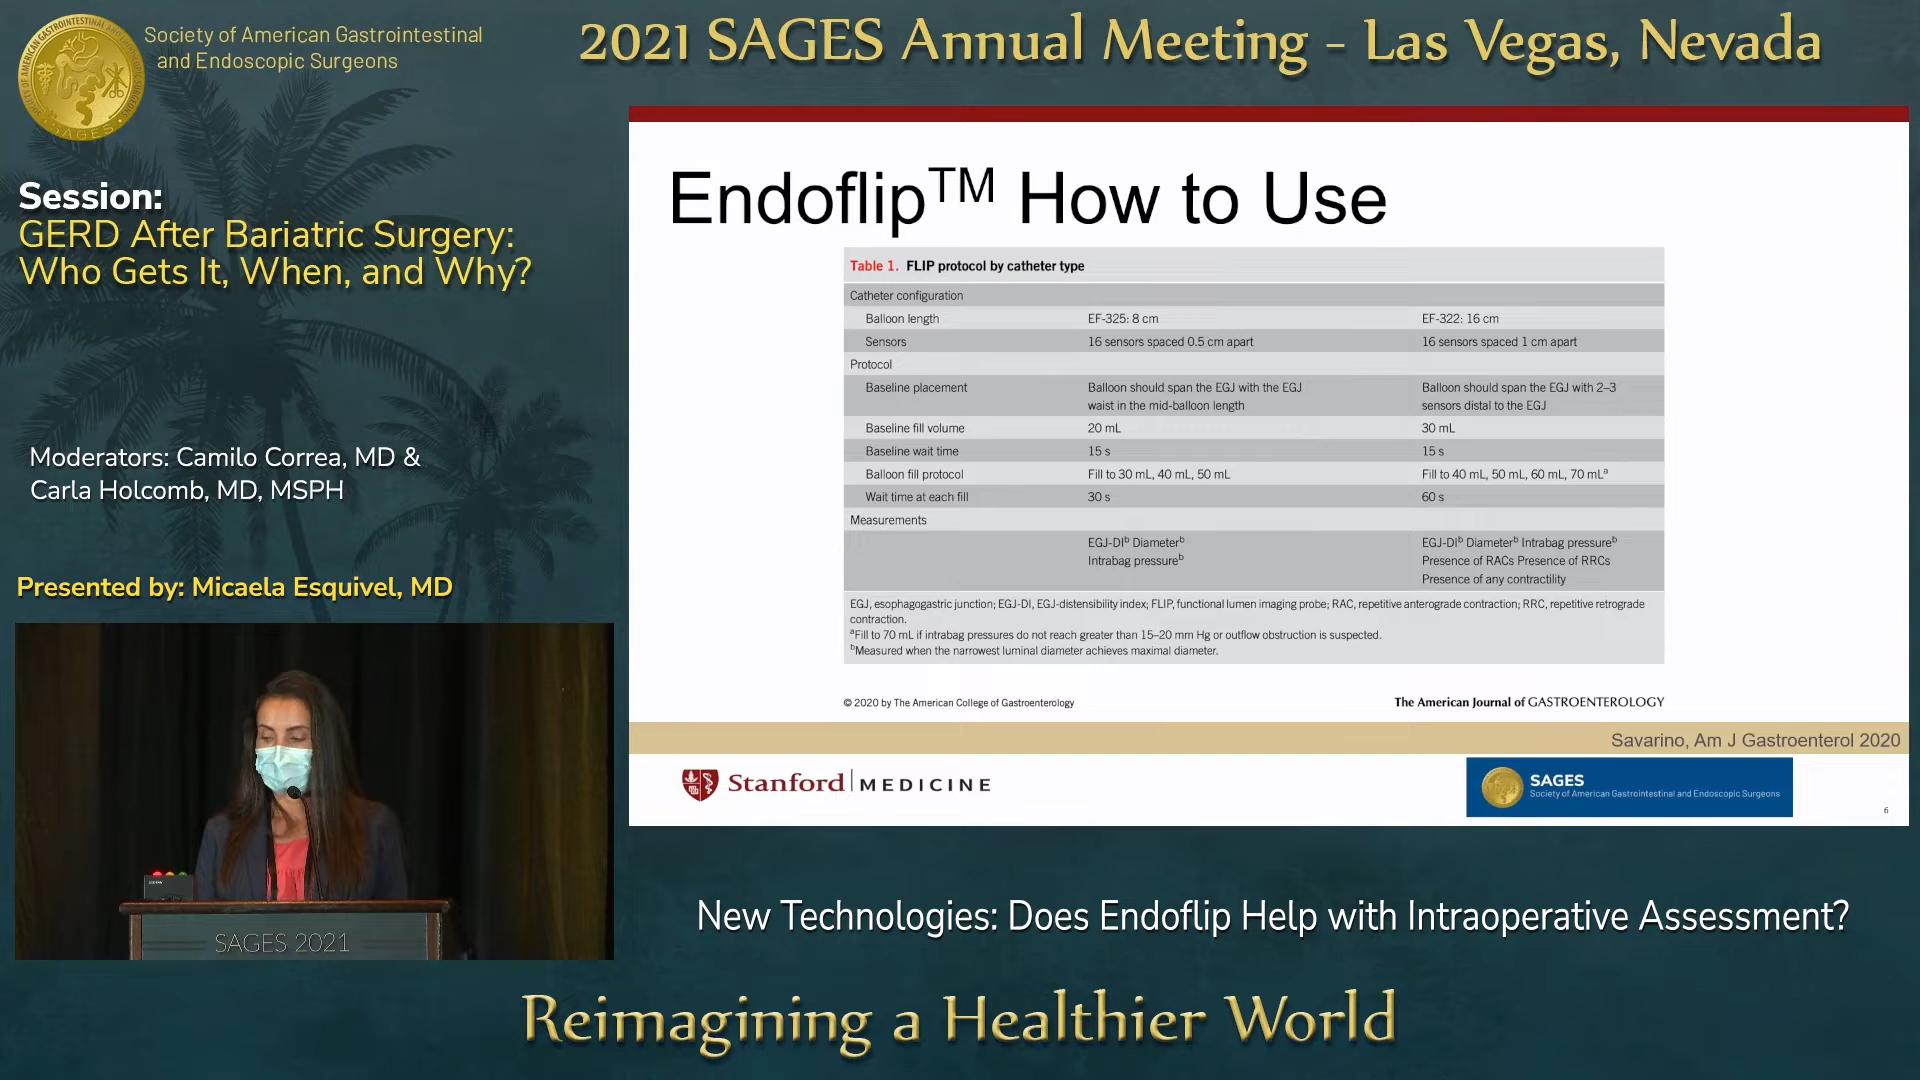 Society of American Gastrointestinal
and Endoscopic Surgeons
SAGES
2021 SAGES Annual Meeting - Las Vegas, Nevada
Session:
GERD After Bariatric Surgery:
Who Gets It, When, and Why?
Moderators: Camilo Correa, MD &
Carla Holcomb, MD, MSPH
Presented by: Micaela Esquivel, MD
SAGES 2021
Endoflip™ How to Use
Table 1. FLIP protocol by catheter type
Catheter configuration
Balloon length EF-325: 8 cm EF-322: 16 cm
Sensors 16 sensors spaced 0.5 cm apart 16 sensors spaced 1 cm apart
Protocol
Baseline placement Balloon should span the EGJ with the EGJ Balloon should span the EGJ with 2–3
waist in the mid-balloon length sensors distal to the EGJ
Baseline fill volume 20 mL 30 mL
Baseline wait time 15 s 15 s
Balloon fill protocol Fill to 30 mL, 40 mL, 50 mL Fill to 40 mL, 50 mL, 60 mL, 70 mLᵃ
Wait time at each fill 30 s 60 s
Measurements
EGJ-DIᵇ Diameterᵇ EGJ-DIᵇ Diameterᵇ Intrabag pressureᵇ
Intrabag pressureᵇ Presence of RACs Presence of RRCs
Presence of any contractility
EGJ, esophagogastric junction; EGJ-DI, EGJ-distensibility index; FLIP, functional lumen imaging probe; RAC, repetitive anterograde contraction; RRC, repetitive retrograde
contraction.
ᵃFill to 70 mL if intrabag pressures do not reach greater than 15–20 mm Hg or outflow obstruction is suspected.
ᵇMeasured when the narrowest luminal diameter achieves maximal diameter.
© 2020 by The American College of Gastroenterology The American Journal of GASTROENTEROLOGY
Savarino, Am J Gastroenterol 2020
Stanford MEDICINE
SAGES
Society of American Gastrointestinal and Endoscopic Surgeons
6
New Technologies: Does Endoflip Help with Intraoperative Assessment?
Reimagining a Healthier World